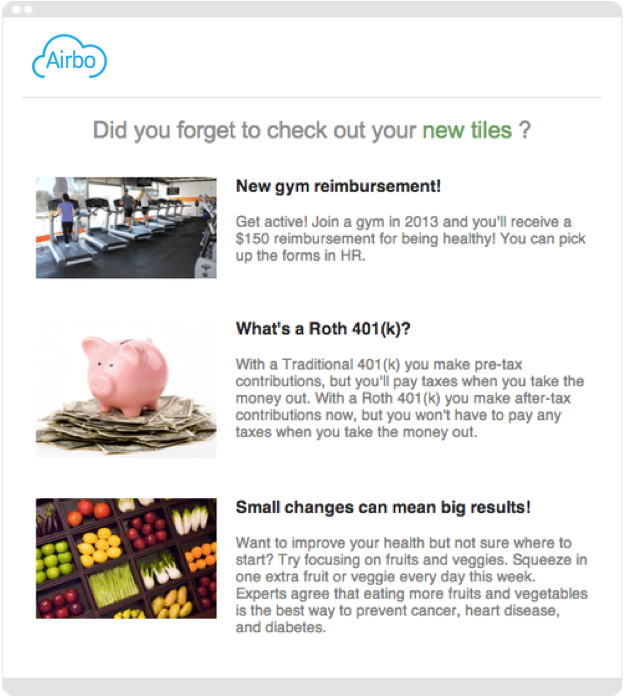 Airbo
Did you forget to check out your new tiles ?
New gym reimbursement!
Get active! Join a gym in 2013 and you'll receive a
$150 reimbursement for being healthy! You can pick
up the forms in HR.
What's a Roth 401(k)?
With a Traditional 401(k) you make pre-tax
contributions, but you'll pay taxes when you take the
money out. With a Roth 401(k) you make after-tax
contributions now, but you won't have to pay any
taxes when you take the money out.
Small changes can mean big results!
Want to improve your health but not sure where to
start? Try focusing on fruits and veggies. Squeeze in
one extra fruit or veggie every day this week.
Experts agree that eating more fruits and vegetables
is the best way to prevent cancer, heart disease,
and diabetes.